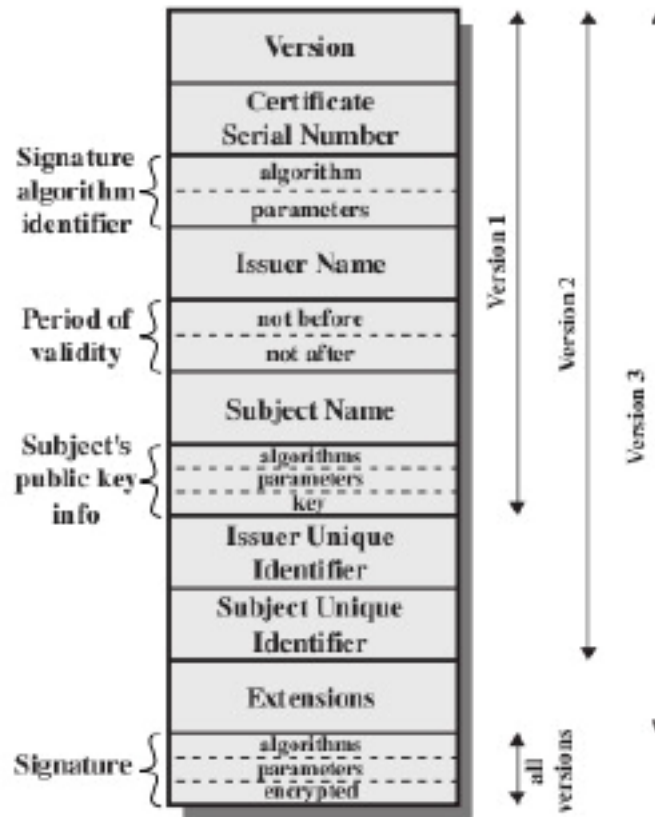 Version
Certificate
Serial Number
Signature
algorithm
identifier
algorithm
parameters
Issuer Name
Period of
validity
not before
not after
Subject Name
Subject's
public key
info
algorithms
parameters
key
Issuer Unique
Identifier
Subject Unique
Identifier
Extensions
Signature
algorithms
parameters
encrypted
Version 1
Version 2
Version 3
all
versions